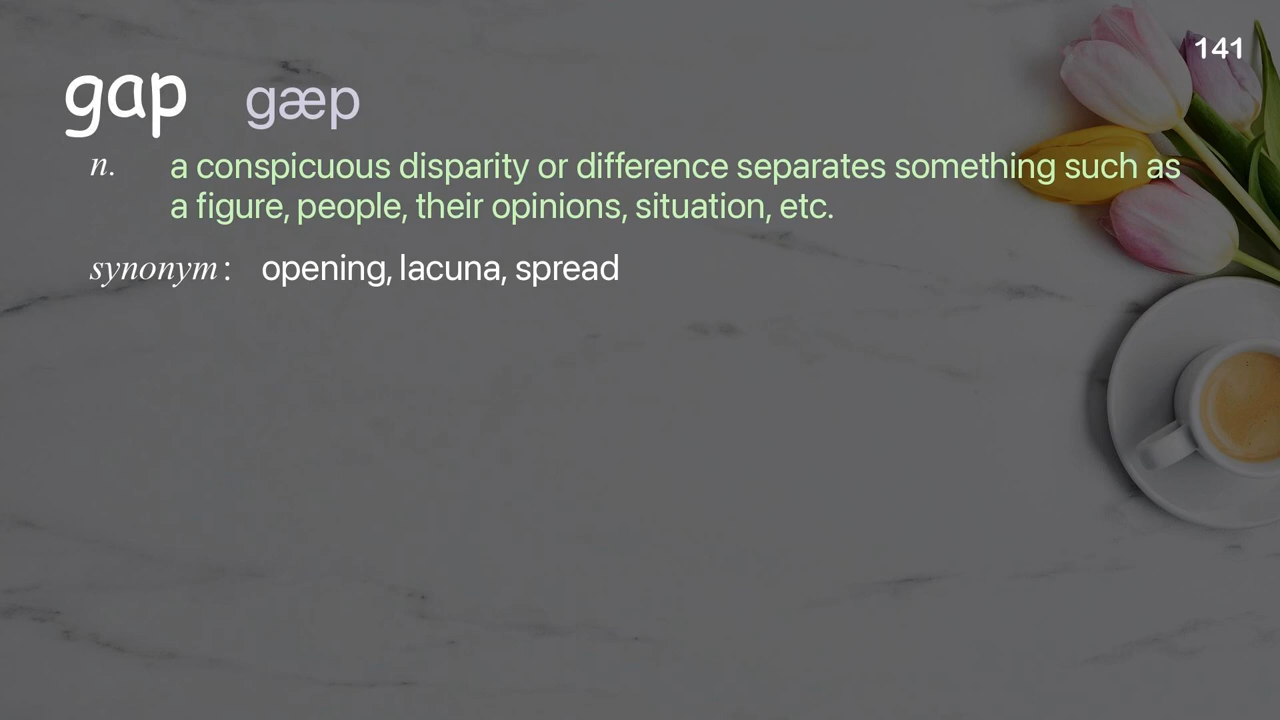 141
gap gæp
n. a conspicuous disparity or difference separates something such as
a figure, people, their opinions, situation, etc.
synonym : opening, lacuna, spread